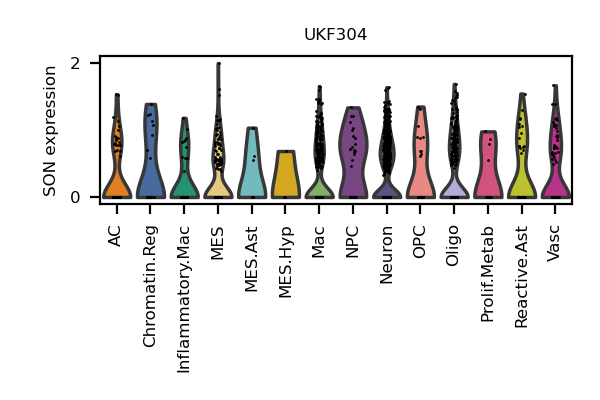 UKF304
SON expression
2
0
AC
Chromatin.Reg
Inflammatory.Mac
MES
MES.Ast
MES.Hyp
Mac
NPC
Neuron
OPC
Oligo
Prolif.Metab
Reactive.Ast
Vasc